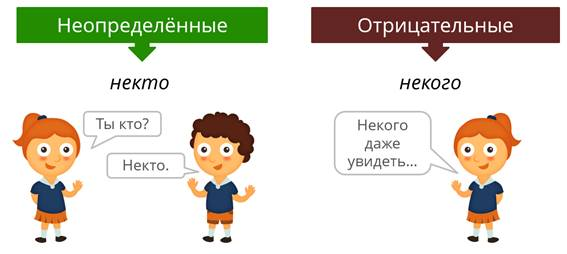 Неопределённые
Отрицательные
некто
некого
Ты кто?
Некто.
Некого
даже
увидеть...